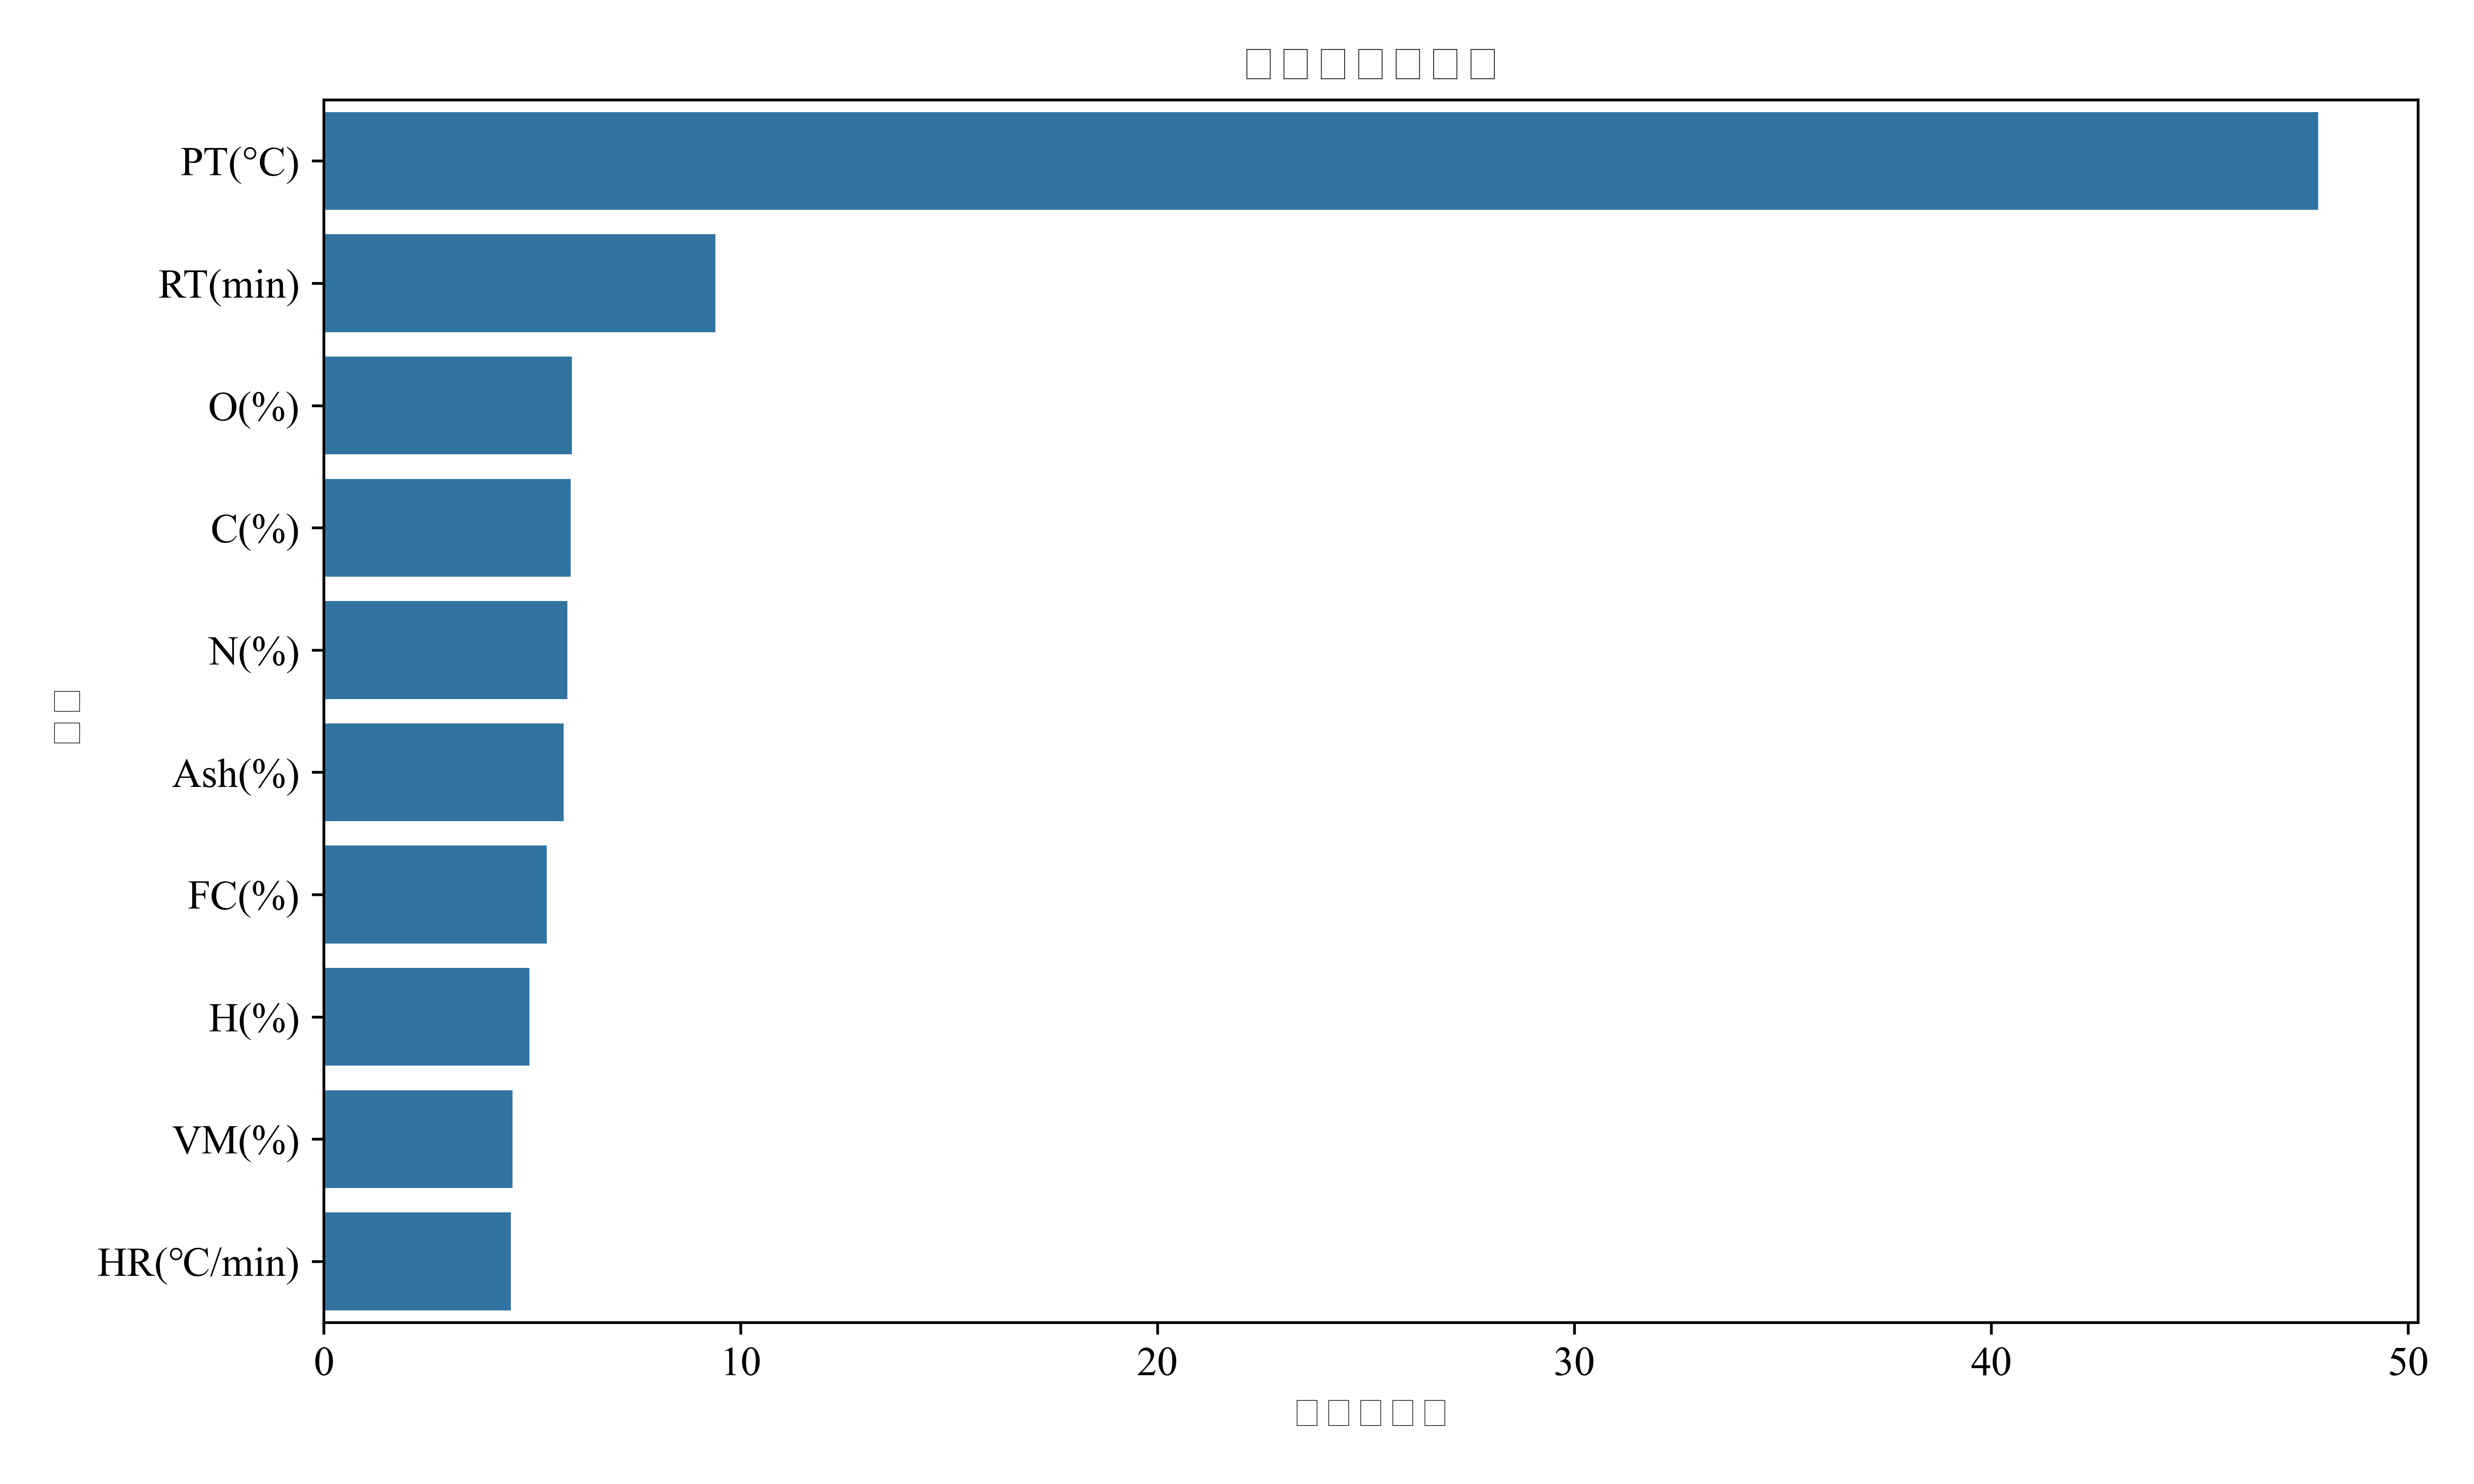 PT(°C)
RT(min)
O(%)
C(%)
N(%)
Ash(%)
FC(%)
H(%)
VM(%)
HR(°C/min)
0 10 20 30 40 50